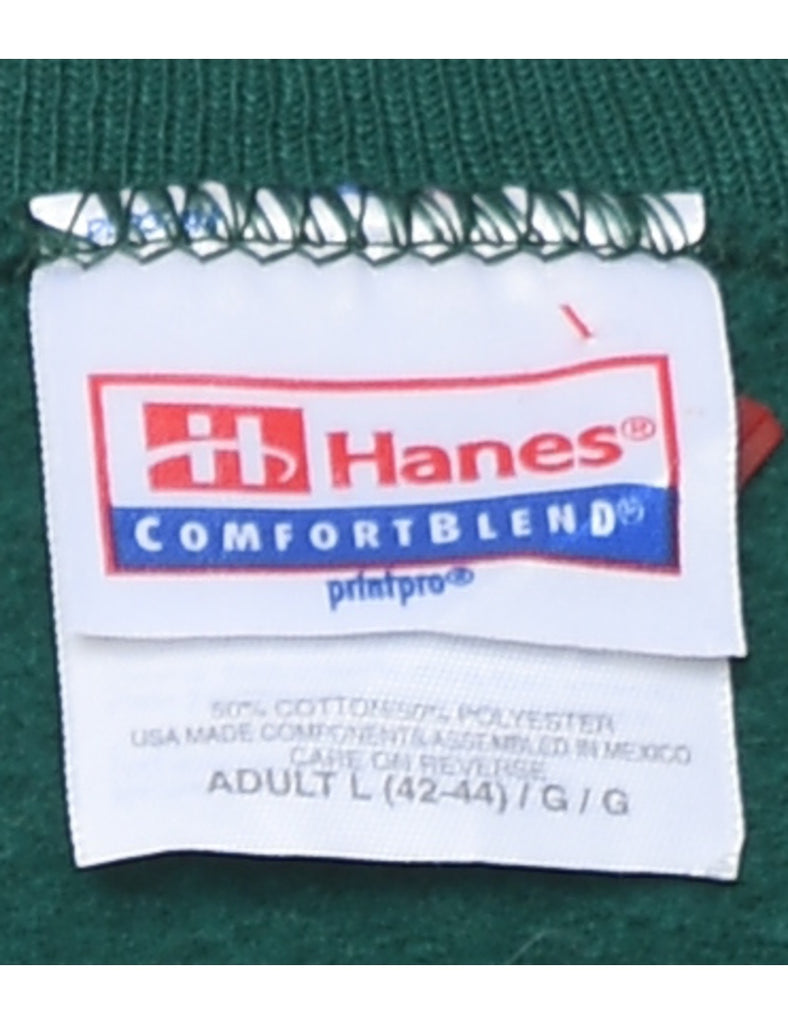 Hanes®
COMFORTBLEND®
printpro®
50% COTTON/50% POLYESTER
USA MADE COMPONENTS, ASSEMBLED IN MEXICO
CARE ON REVERSE
ADULT L (42-44) / G / G